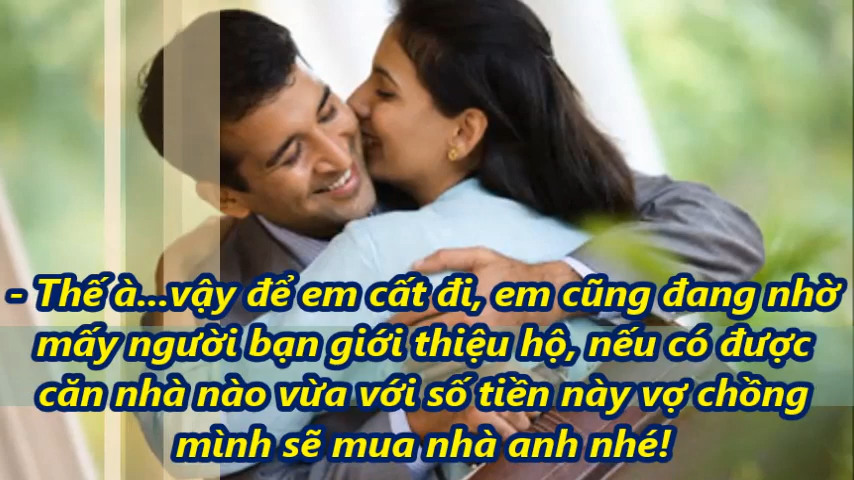 - Thế à...vậy để em cất đi, em cũng đang nhờ
mấy người bạn giới thiệu hộ, nếu có được
căn nhà nào vừa với số tiền này vợ chồng
mình sẽ mua nhà anh nhé!